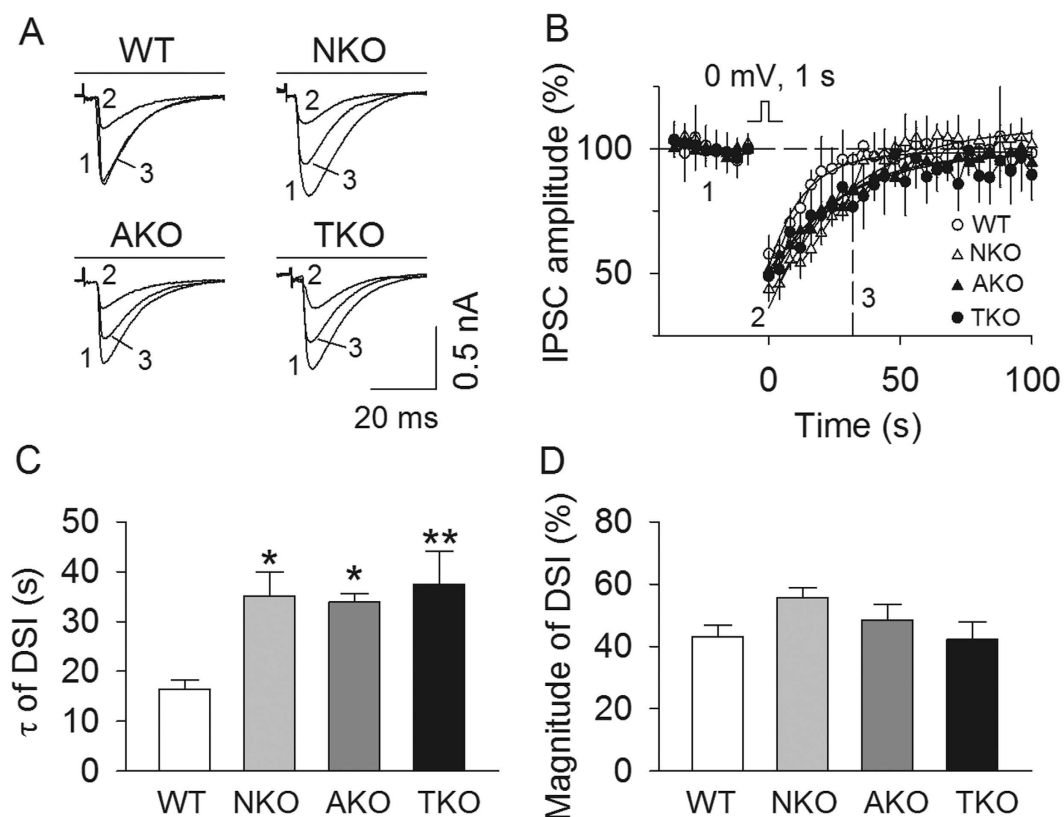 A
WT
NKO
2
1
3
2
1
3
AKO
TKO
2
1
3
2
1
3
0.5 nA
20 ms
B
0 mV, 1 s
IPSC amplitude (%)
100
50
1
2
3
WT
NKO
AKO
TKO
0
50
100
Time (s)
C
τ of DSI (s)
50
40
30
20
10
0
*
*
**
WT
NKO
AKO
TKO
D
Magnitude of DSI (%)
80
60
40
20
0
WT
NKO
AKO
TKO